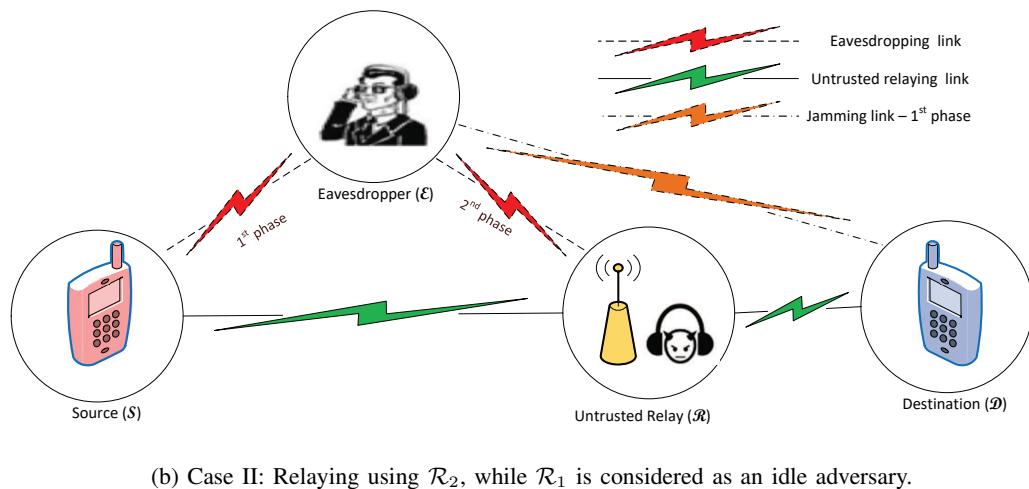 Eavesdropping link
Untrusted relaying link
Jamming link – 1st phase
Eavesdropper (ℰ)
1st phase
2nd phase
Source (𝒮)
Untrusted Relay (ℛ)
Destination (𝒟)
(b) Case II: Relaying using ℛ2, while ℛ1 is considered as an idle adversary.